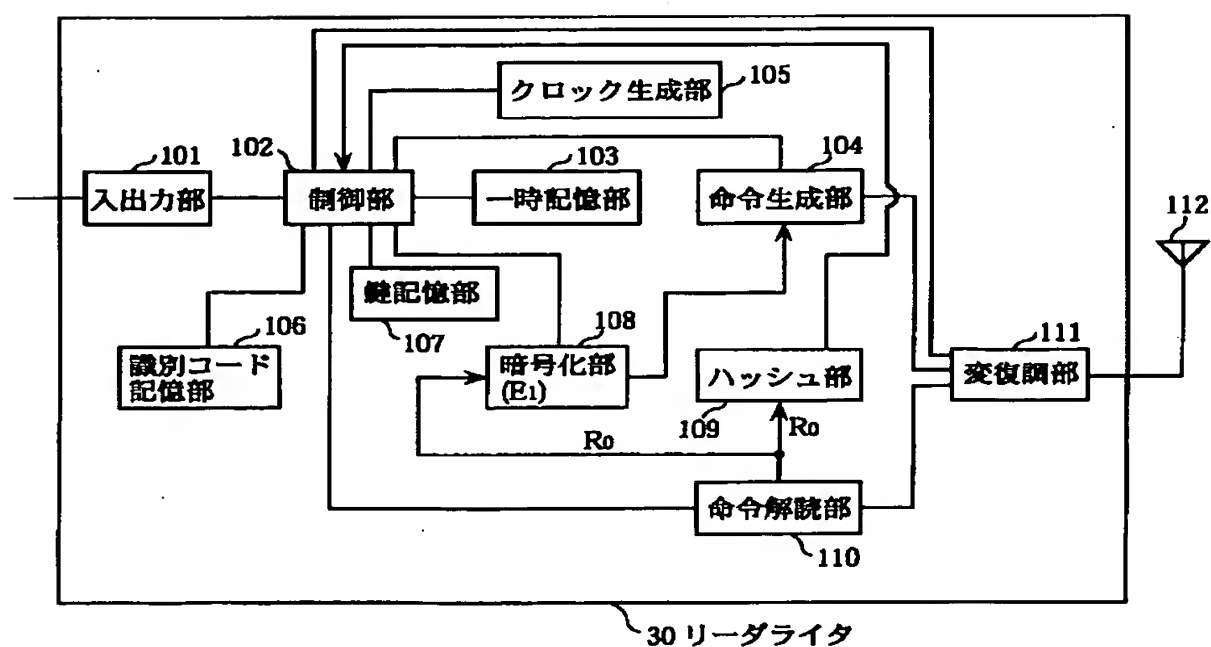 105
クロック生成部
101
102
103
104
入出力部
制御部
一時記憶部
命令生成部
112
鍵記憶部
106
107
108
111
識別コード
記憶部
暗号化部
(E1)
ハッシュ部
変復調部
109
R0
R0
命令解読部
110
30 リーダライタ